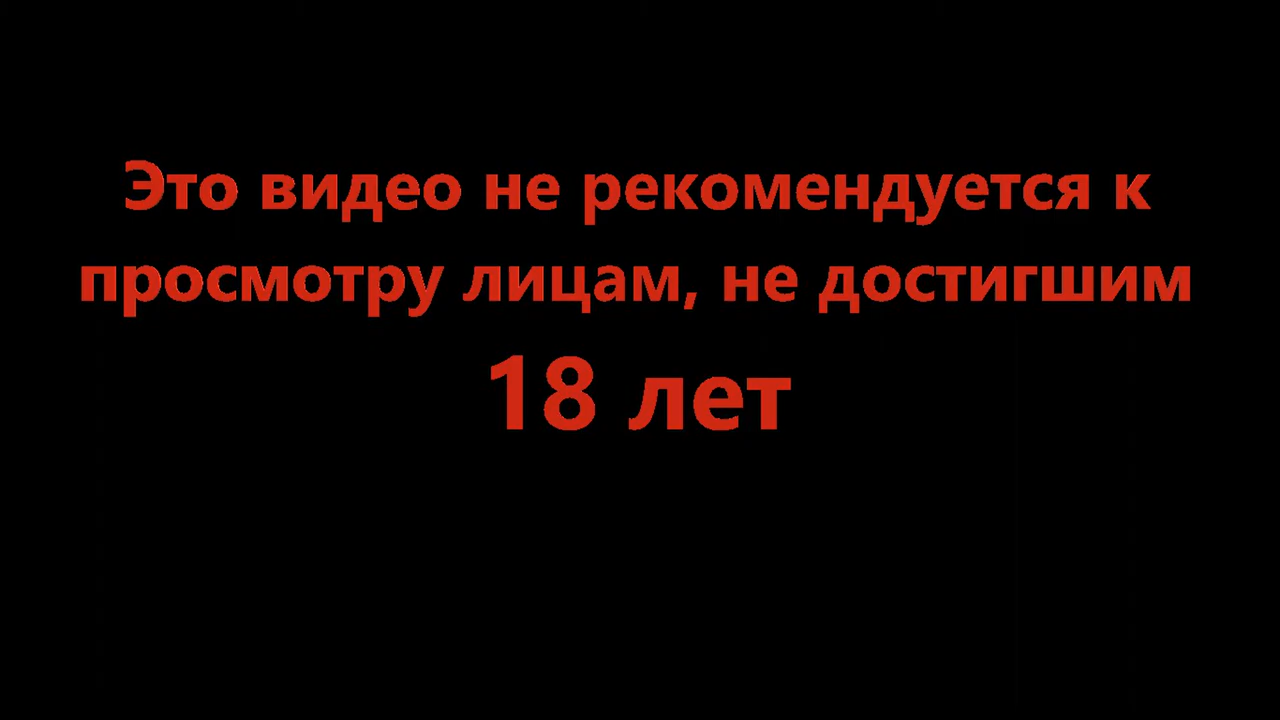 Это видео не рекомендуется к
просмотру лицам, не достигшим
18 лет